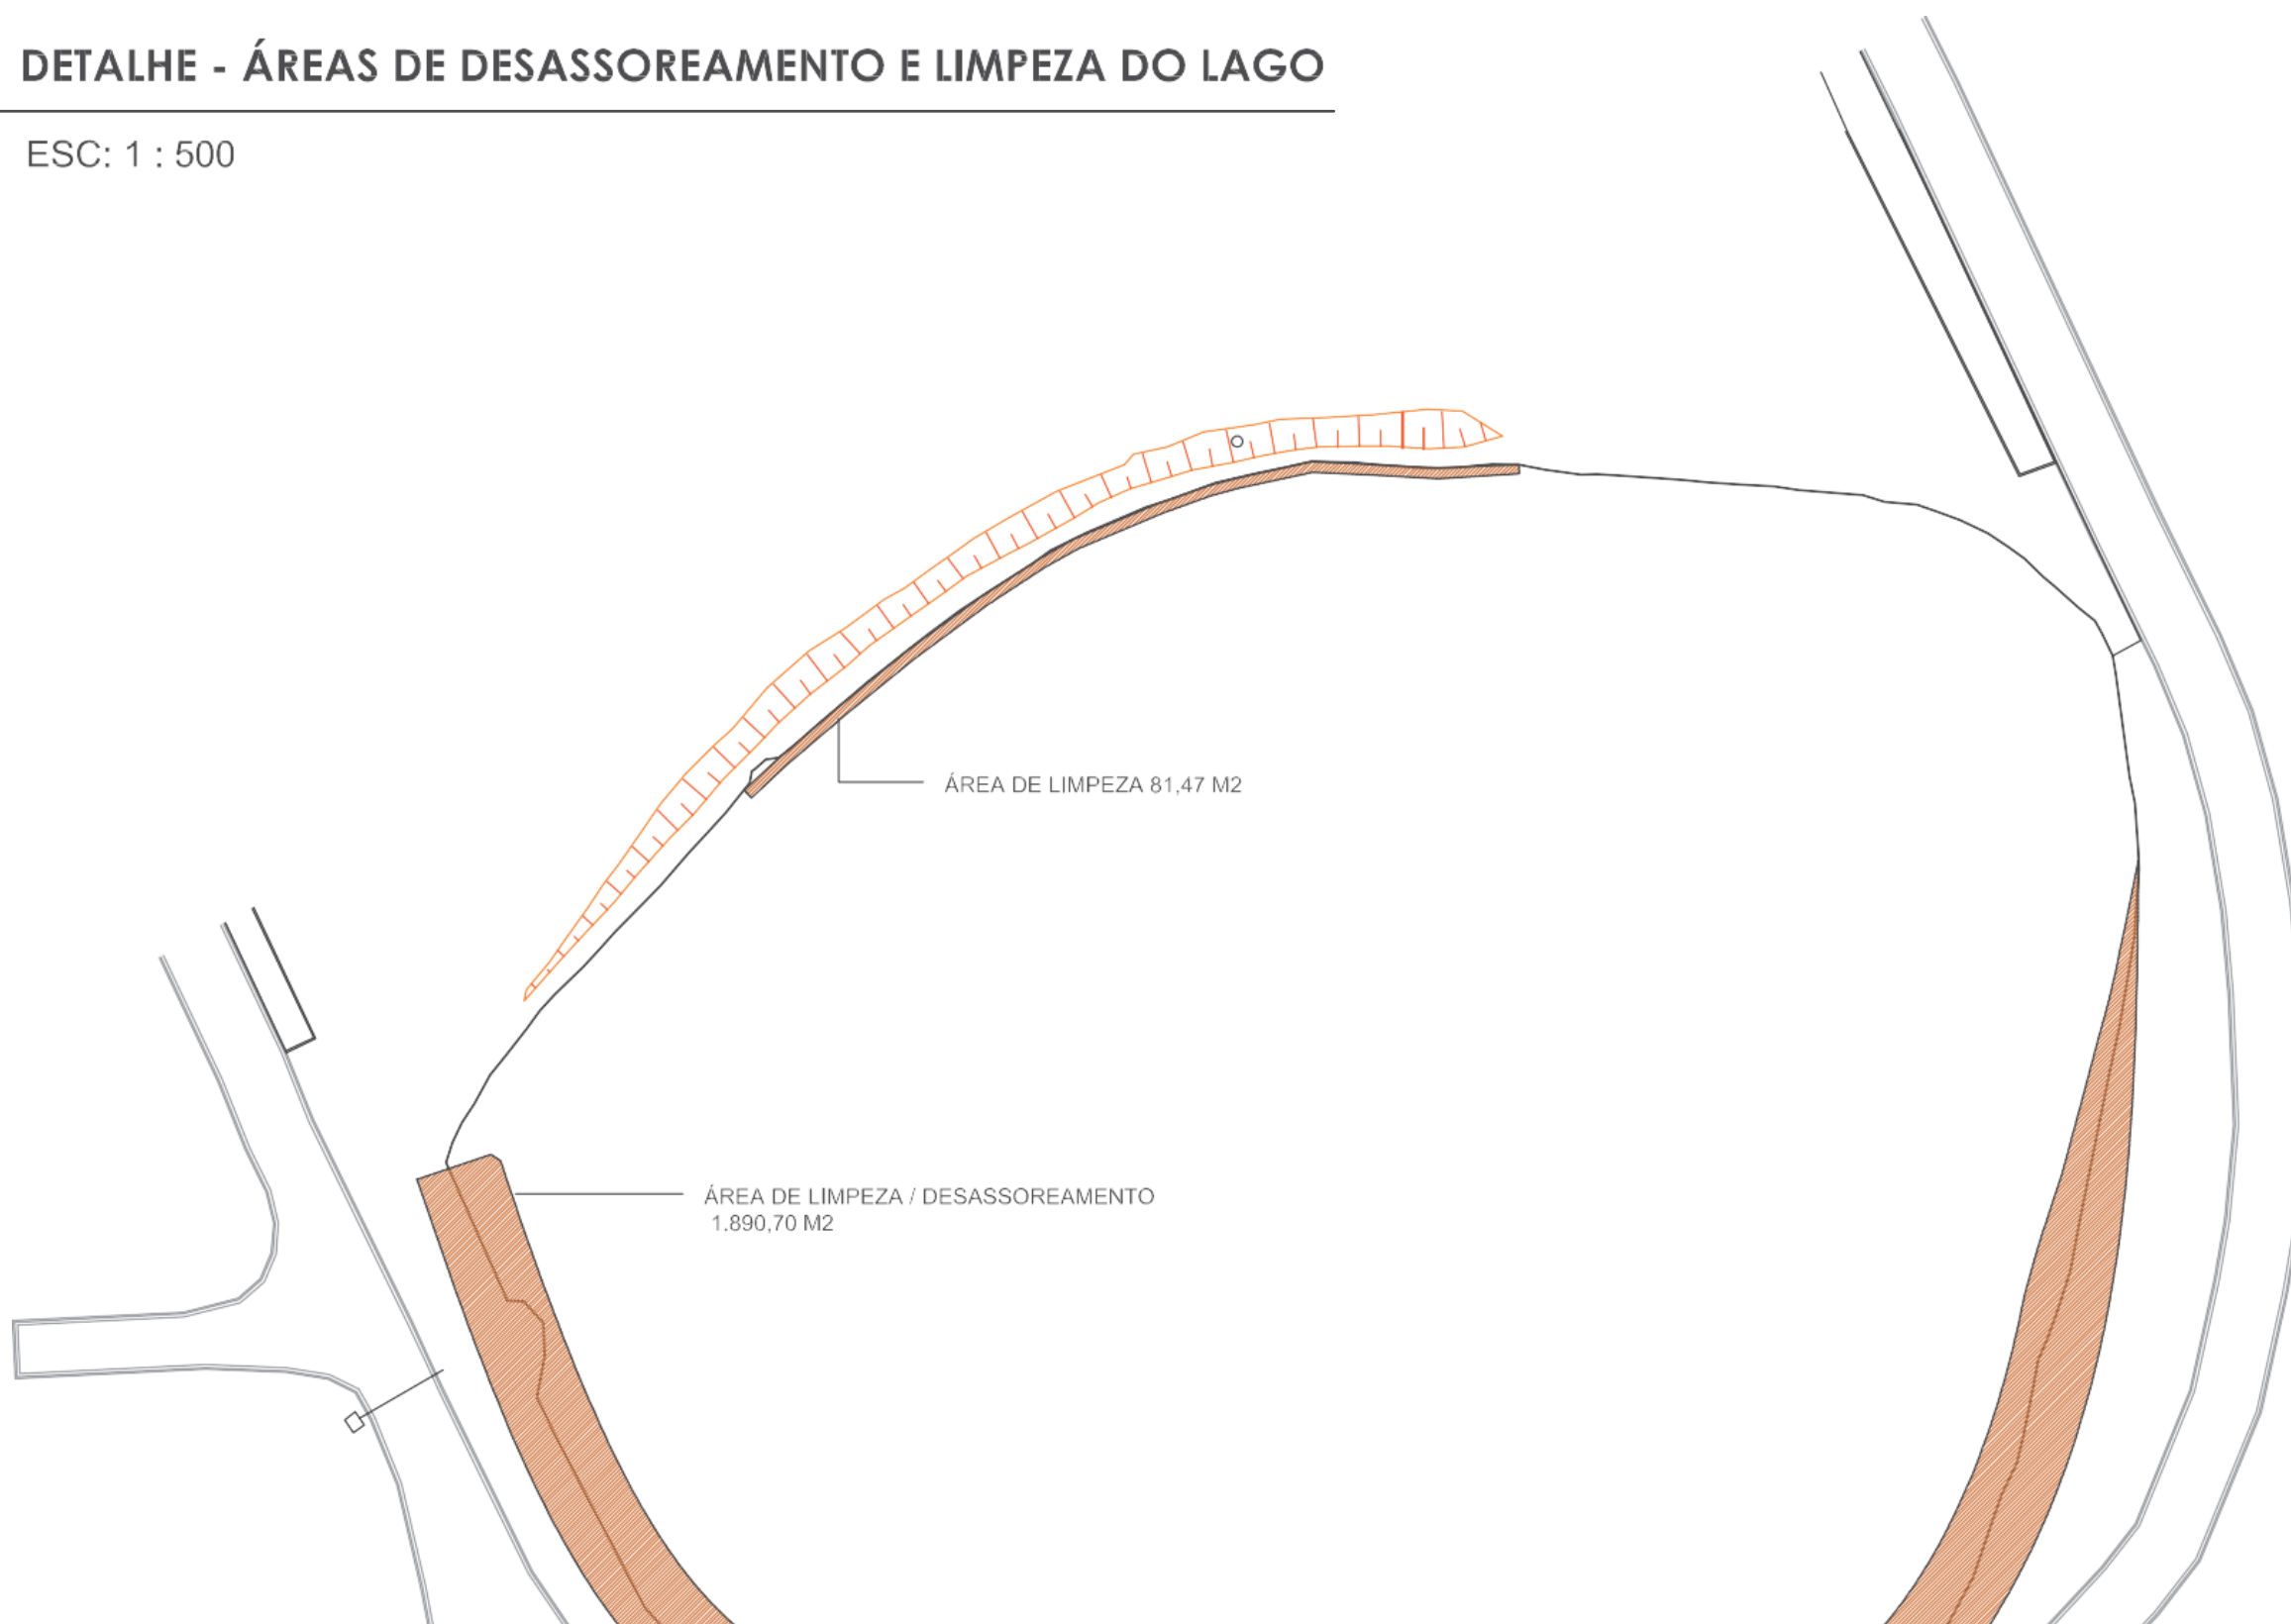 DETALHE - ÁREAS DE DESASSOREAMENTO E LIMPEZA DO LAGO
ESC: 1 : 500
ÁREA DE LIMPEZA 81,47 M2
ÁREA DE LIMPEZA / DESASSOREAMENTO
1.890,70 M2